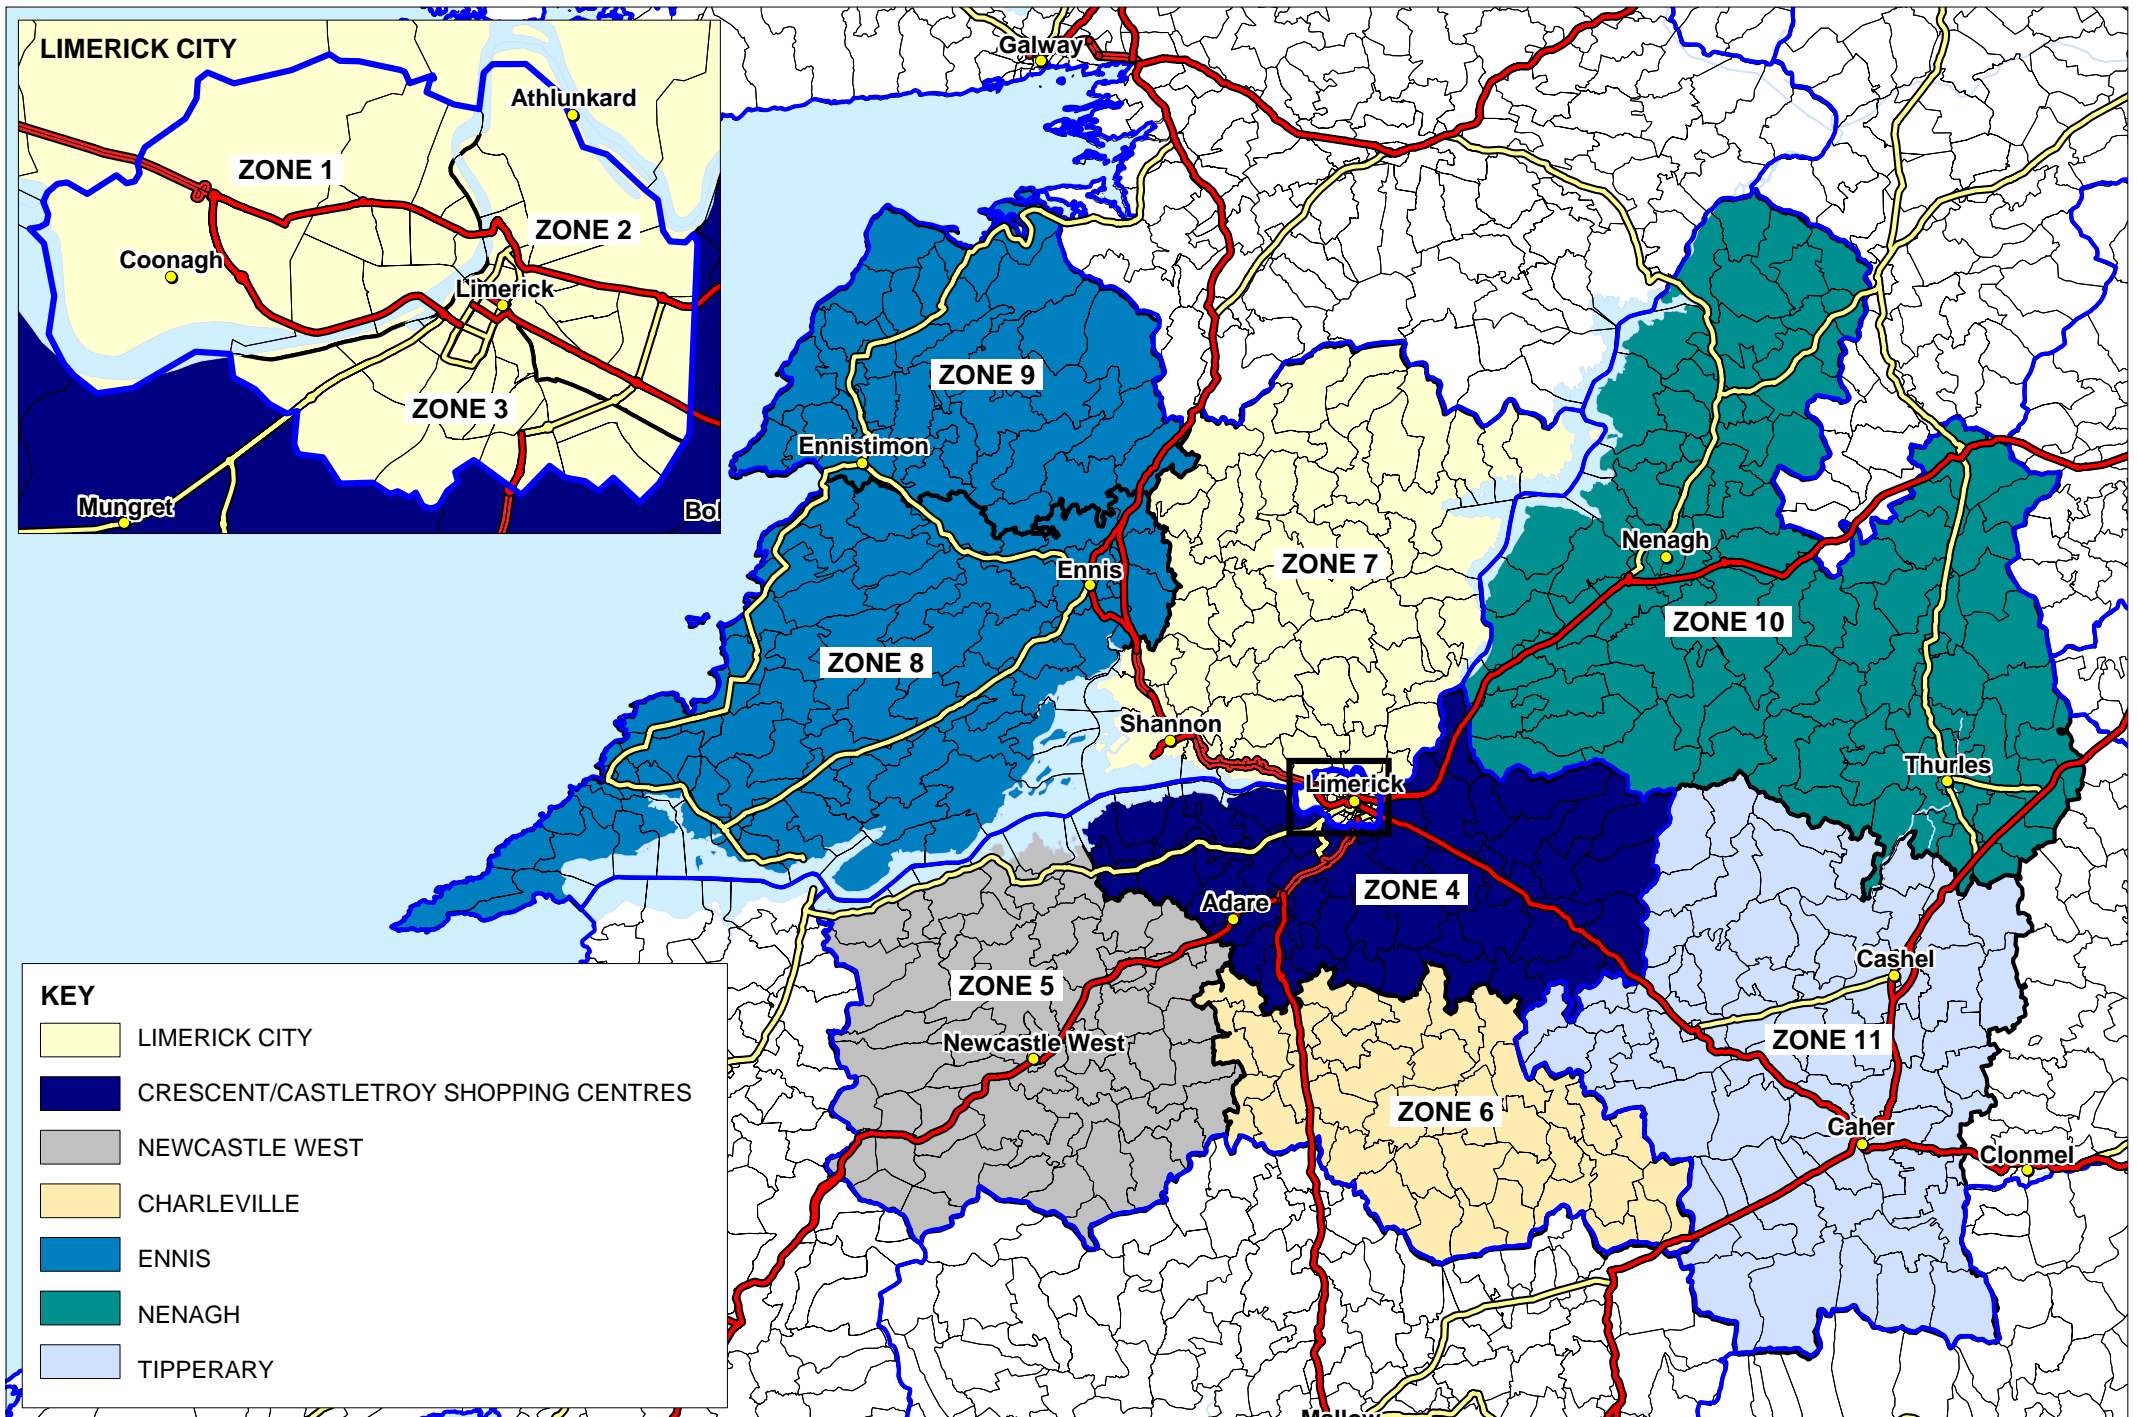 LIMERICK CITY
Athlunkard
ZONE 1
ZONE 2
Coonagh
Limerick
ZONE 3
Mungret
Galway
ZONE 9
Ennistimon
Nenagh
ZONE 7
Ennis
ZONE 10
ZONE 8
Shannon
Thurles
Limerick
ZONE 4
Adare
Cashel
ZONE 5
ZONE 11
Newcastle West
ZONE 6
Caher
Clonmel
KEY
LIMERICK CITY
CRESCENT/CASTLETROY SHOPPING CENTRES
NEWCASTLE WEST
CHARLEVILLE
ENNIS
NENAGH
TIPPERARY